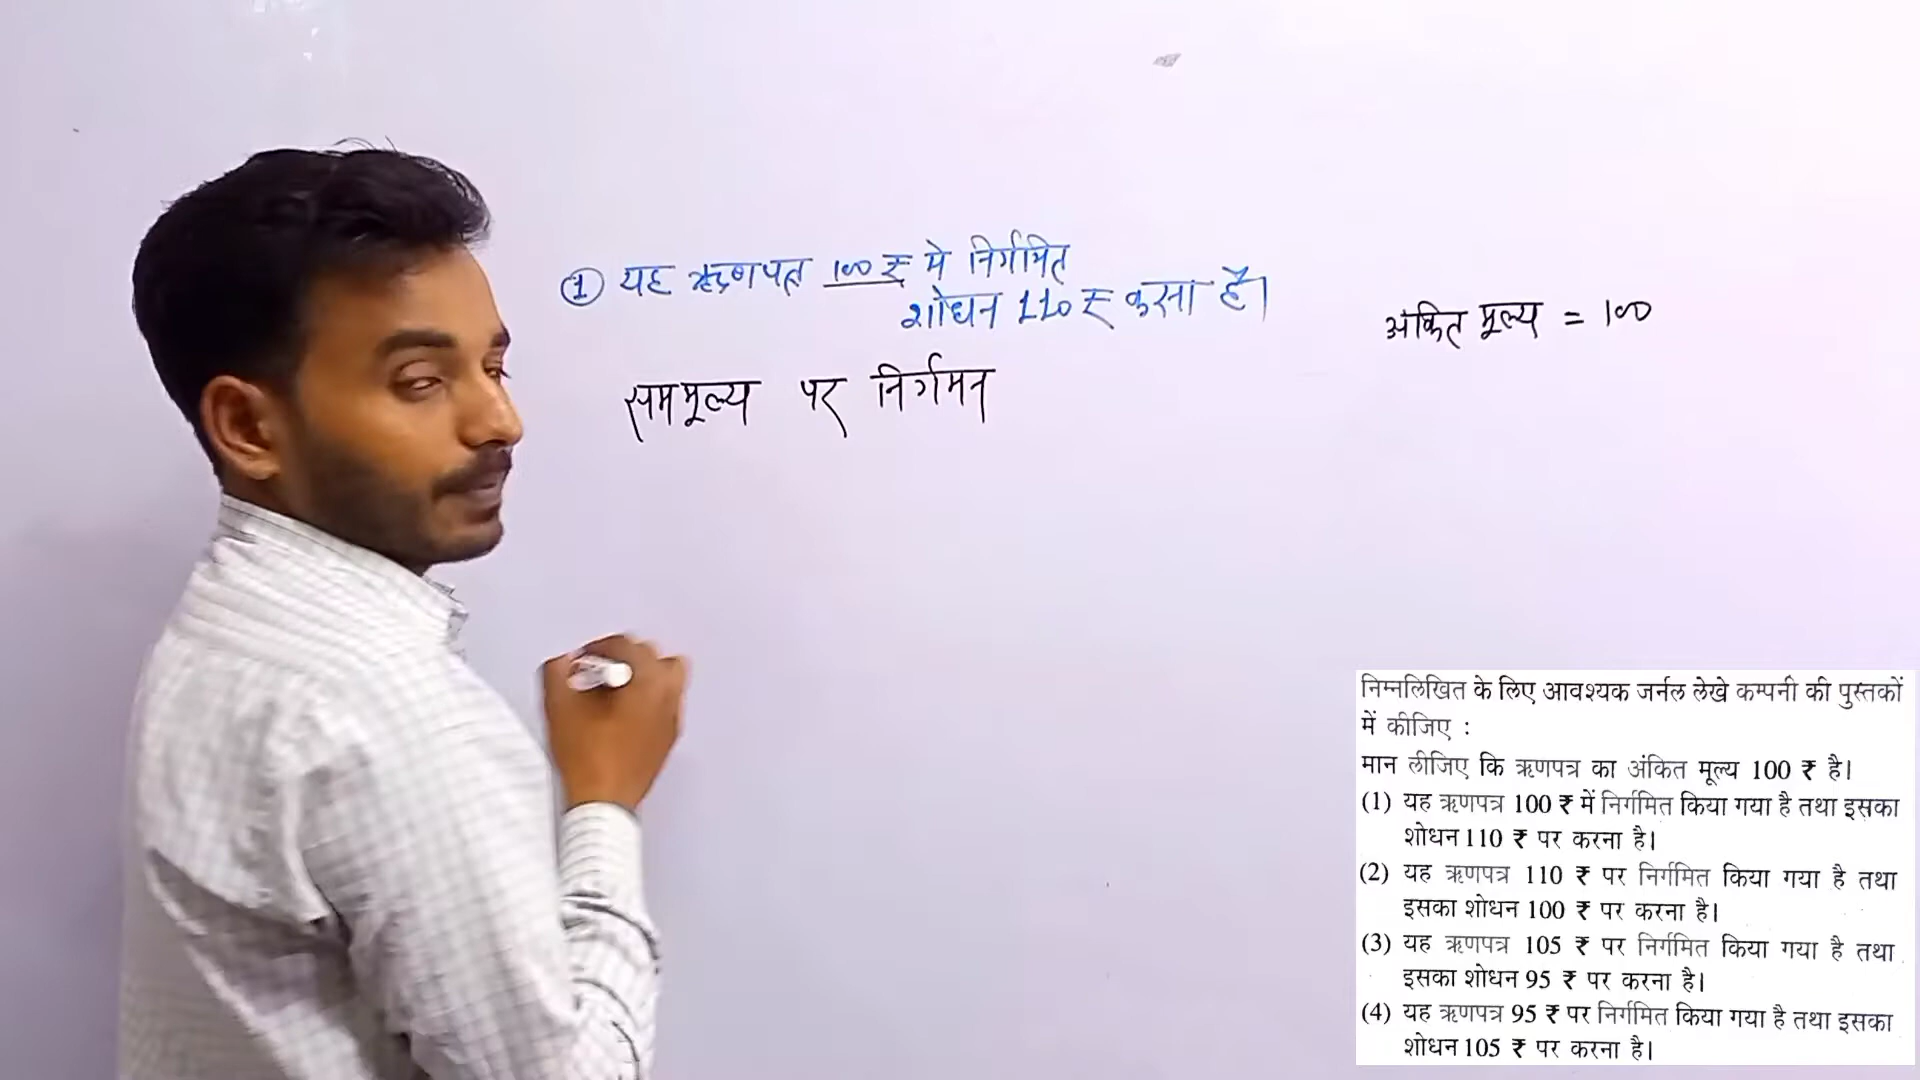 ① यह ऋणपत्र 100 ₹ मे निर्गमित
शोधन 110 ₹ करना है।
अंकित मूल्य = 100
सममूल्य पर निर्गमन
निम्नलिखित के लिए आवश्यक जर्नल लेखे कम्पनी की पुस्तकों
में कीजिए :
मान लीजिए कि ऋणपत्र का अंकित मूल्य 100 ₹ है।
(1) यह ऋणपत्र 100 ₹ में निर्गमित किया गया है तथा इसका
शोधन 110 ₹ पर करना है।
(2) यह ऋणपत्र 110 ₹ पर निर्गमित किया गया है तथा
इसका शोधन 100 ₹ पर करना है।
(3) यह ऋणपत्र 105 ₹ पर निर्गमित किया गया है तथा
इसका शोधन 95 ₹ पर करना है।
(4) यह ऋणपत्र 95 ₹ पर निर्गमित किया गया है तथा इसका
शोधन 105 ₹ पर करना है।